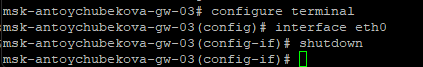 msk-antoychubekova-gw-03# configure terminal
msk-antoychubekova-gw-03(config)# interface eth0
msk-antoychubekova-gw-03(config-if)# shutdown
msk-antoychubekova-gw-03(config-if)#